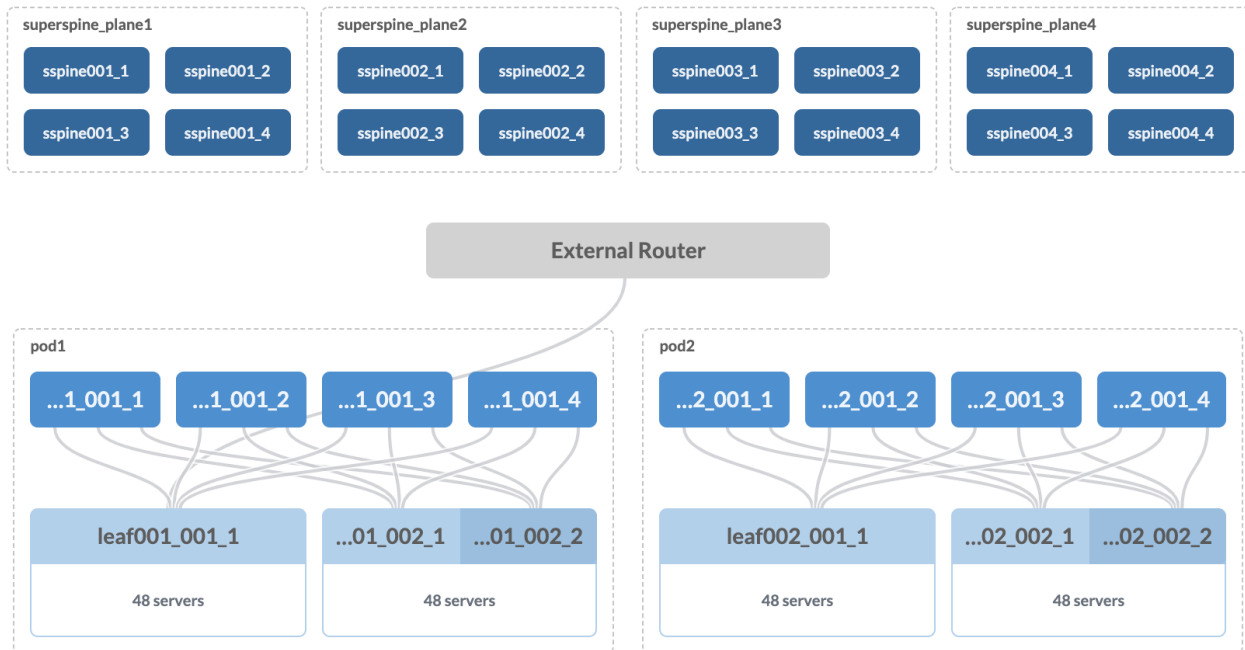 superspine_plane1
superspine_plane2
superspine_plane3
superspine_plane4
sspine001_1
sspine001_2
sspine002_1
sspine002_2
sspine003_1
sspine003_2
sspine004_1
sspine004_2
sspine001_3
sspine001_4
sspine002_3
sspine002_4
sspine003_3
sspine003_4
sspine004_3
sspine004_4
External Router
pod1
pod2
...1_001_1
...1_001_2
...1_001_3
...1_001_4
...2_001_1
...2_001_2
...2_001_3
...2_001_4
leaf001_001_1
...01_002_1
...01_002_2
leaf002_001_1
...02_002_1
...02_002_2
48 servers
48 servers
48 servers
48 servers